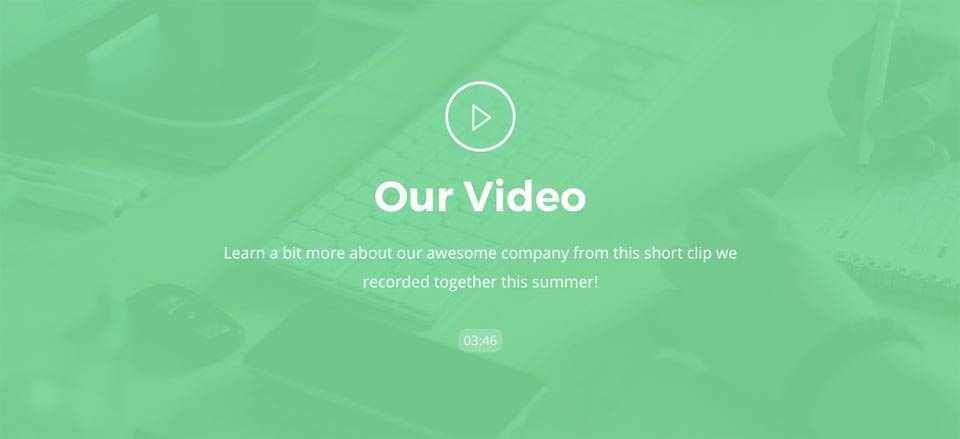 Our Video
Learn a bit more about our awesome company from this short clip we
recorded together this summer!
03:46